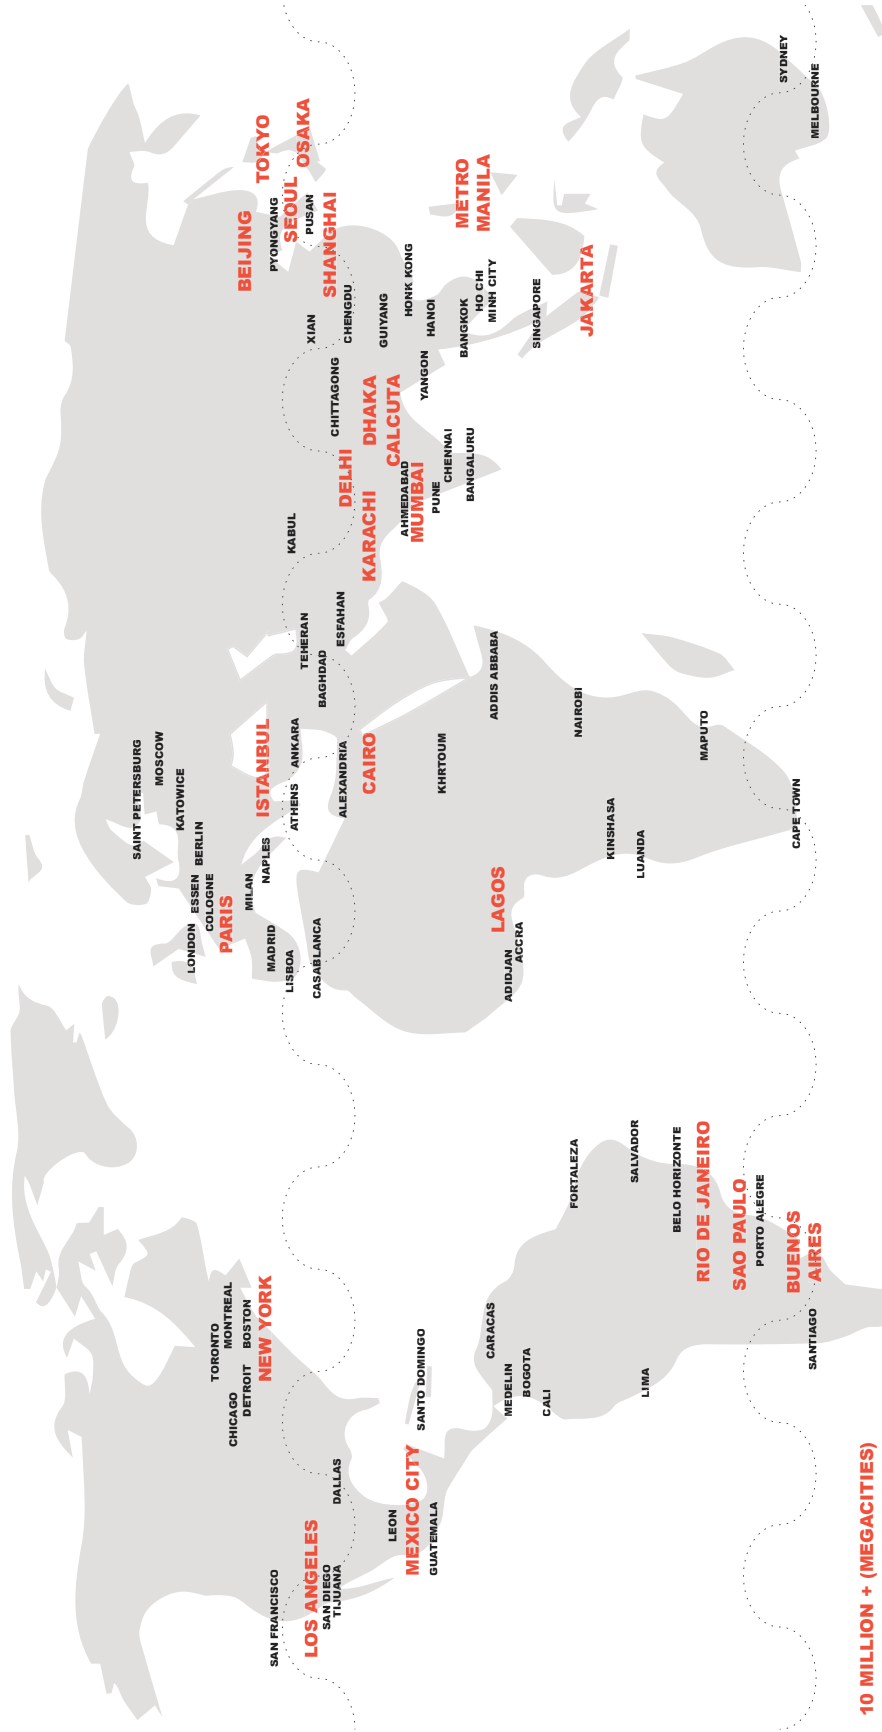 SAN FRANCISCO
LOS ANGELES
SAN DIEGO
TIJUANA
DALLAS
LEON
MEXICO CITY
GUATEMALA
CHICAGO
DETROIT
TORONTO
MONTREAL
BOSTON
NEW YORK
SANTO DOMINGO
CARACAS
MEDELIN
BOGOTA
CALI
LIMA
FORTALEZA
SALVADOR
BELO HORIZONTE
RIO DE JANEIRO
SAO PAULO
PORTO ALEGRE
BUENOS
AIRES
SANTIAGO
LONDON
ESSEN
COLOGNE
PARIS
BERLIN
KATOWICE
SAINT PETERSBURG
MOSCOW
MILAN
NAPLES
MADRID
LISBOA
CASABLANCA
ISTANBUL
ATHENS
ANKARA
ALEXANDRIA
CAIRO
KHRTOUM
ADIDJAN
ACCRA
LAGOS
ADDIS ABBABA
NAIROBI
KINSHASA
LUANDA
MAPUTO
CAPE TOWN
TEHERAN
BAGHDAD
ESFAHAN
KABUL
KARACHI
DELHI
AHMEDABAD
MUMBAI
PUNE
CHENNAI
BANGALURU
DHAKA
CALCUTA
CHITTAGONG
YANGON
XIAN
CHENGDU
GUIYANG
HONK KONG
HANOI
BANGKOK
HO CHI
MINH CITY
SINGAPORE
JAKARTA
BEIJING
PYONGYANG
SEOUL
PUSAN
SHANGHAI
TOKYO
OSAKA
METRO
MANILA
SYDNEY
MELBOURNE
10 MILLION + (MEGACITIES)